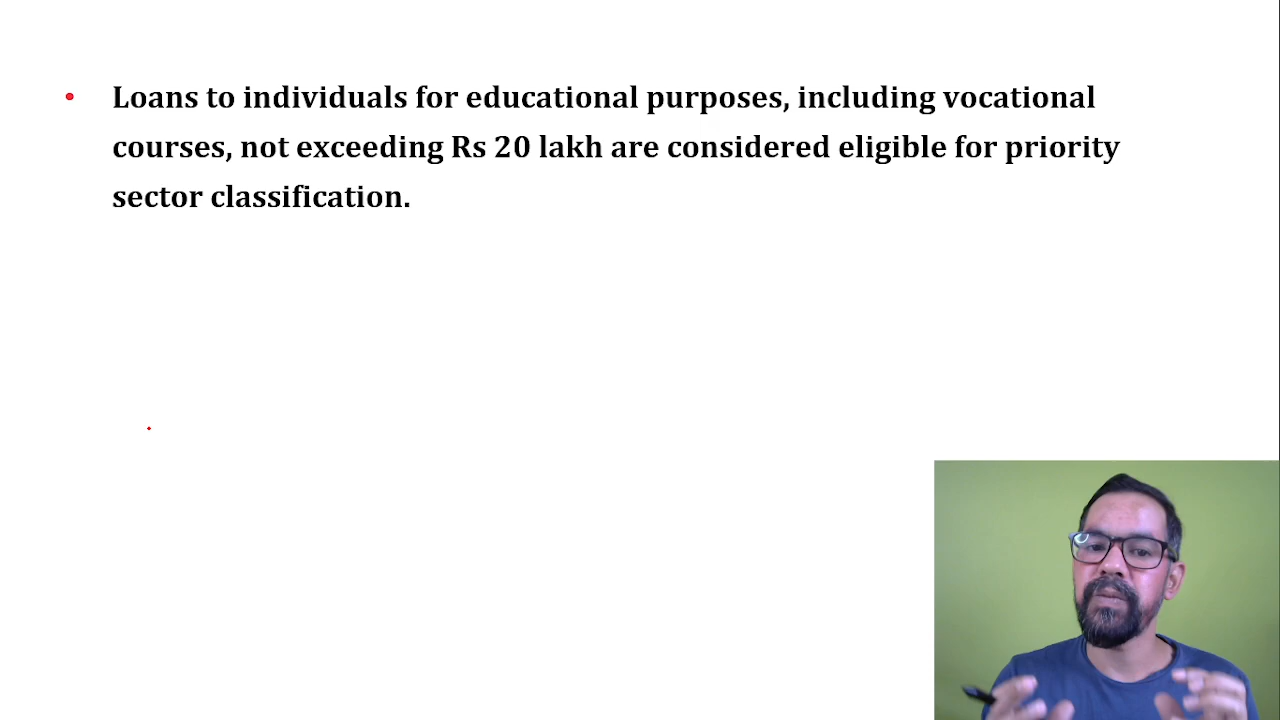 Loans to individuals for educational purposes, including vocational
courses, not exceeding Rs 20 lakh are considered eligible for priority
sector classification.